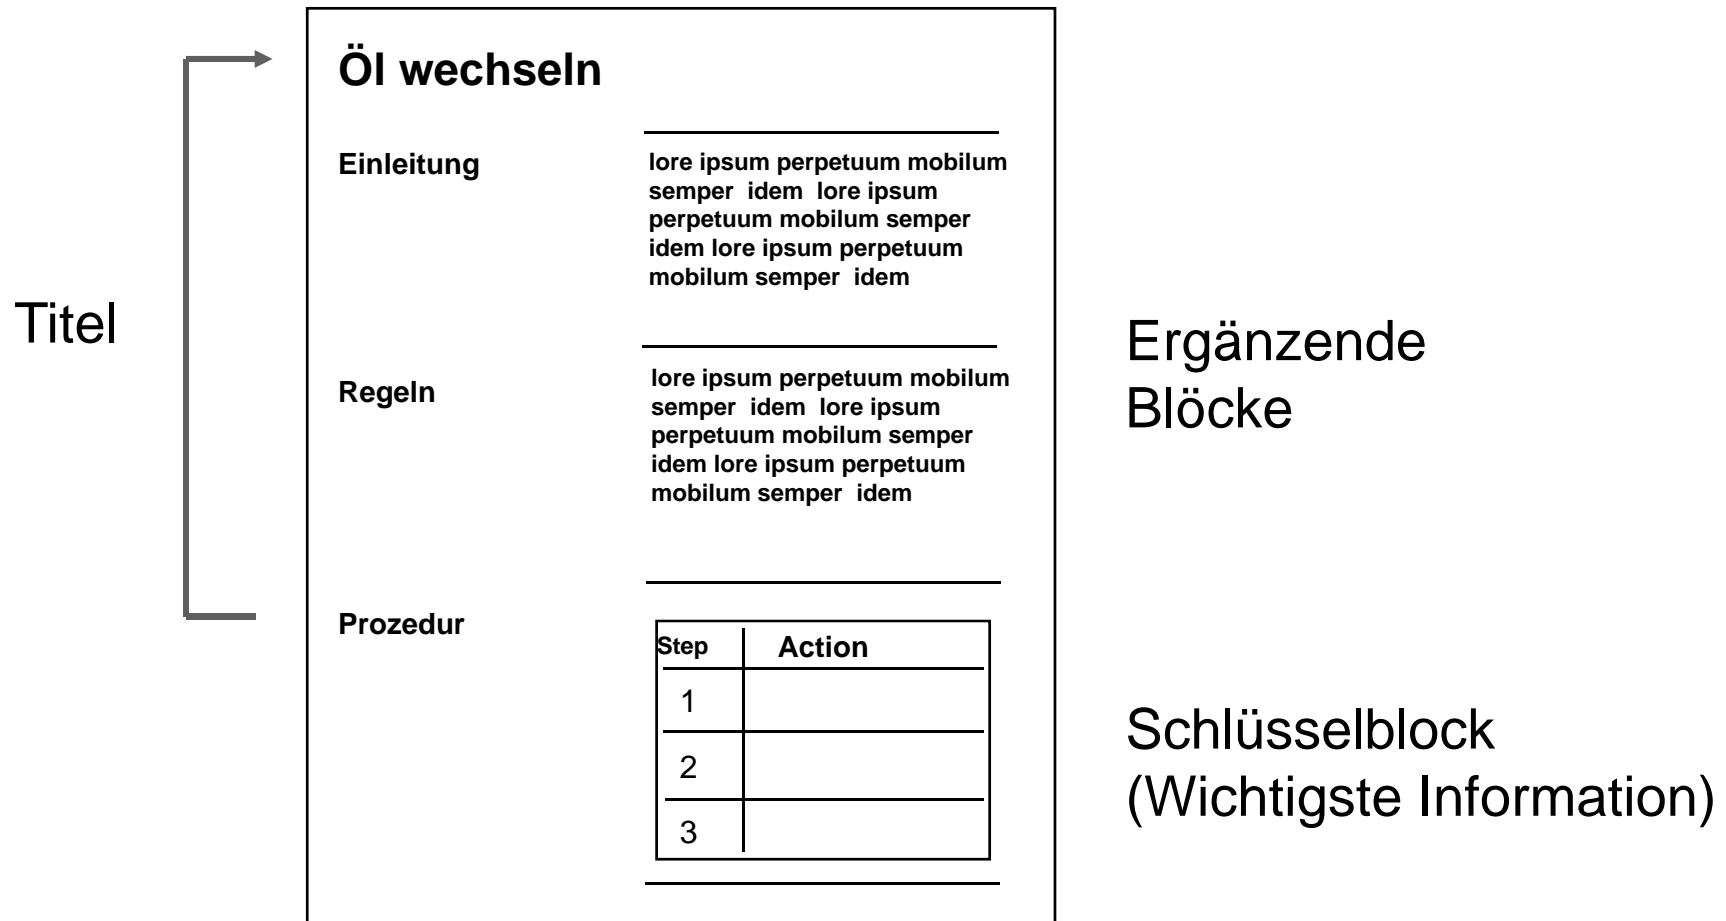 Titel
Öl wechseln
Einleitung
lore ipsum perpetuum mobilum
semper idem lore ipsum
perpetuum mobilum semper
idem lore ipsum perpetuum
mobilum semper idem
Regeln
lore ipsum perpetuum mobilum
semper idem lore ipsum
perpetuum mobilum semper
idem lore ipsum perpetuum
mobilum semper idem
Ergänzende
Blöcke
Prozedur
Step Action
1
2
3
Schlüsselblock
(Wichtigste Information)